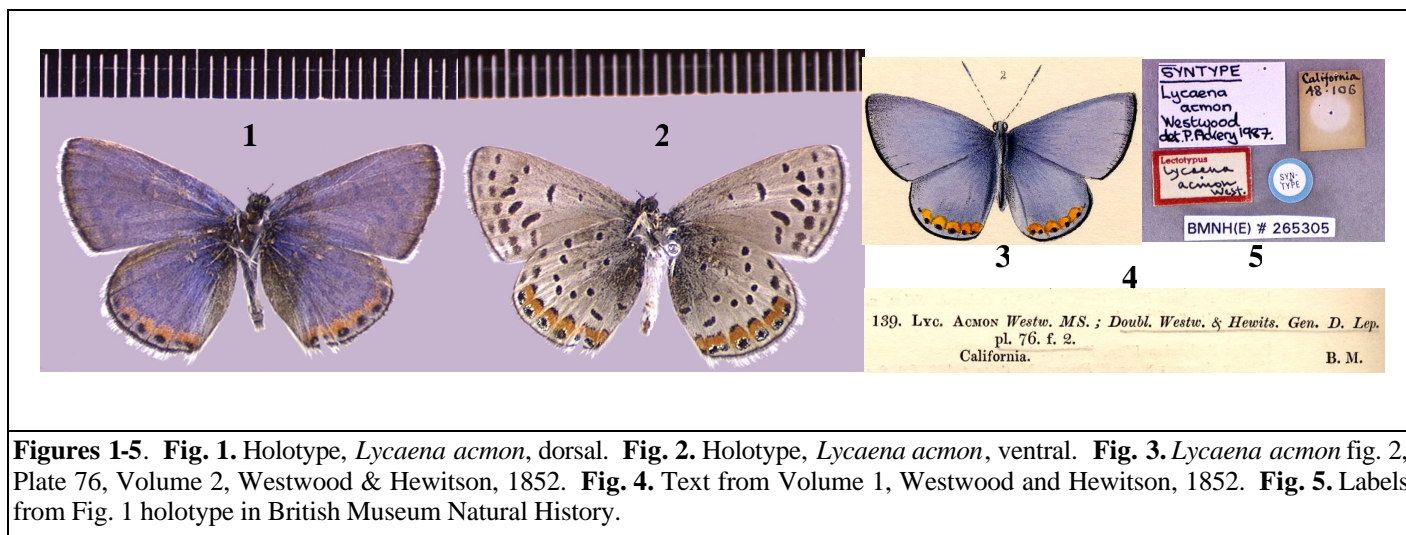 1
2
2
3
4
5
SYNTYPE
Lycaena
acmon
Westwood
det. P. Ackery 1987.
California
48·106
Lectotypus
Lycaena
acmon
West.
SYN-
TYPE
BMNH(E) # 265305
139. LYC. ACMON Westw. MS. ; Doubl. Westw. & Hewits. Gen. D. Lep.
pl. 76. f. 2.
California. B. M.
Figures 1-5. Fig. 1. Holotype, Lycaena acmon, dorsal. Fig. 2. Holotype, Lycaena acmon, ventral. Fig. 3. Lycaena acmon fig. 2,
Plate 76, Volume 2, Westwood & Hewitson, 1852. Fig. 4. Text from Volume 1, Westwood and Hewitson, 1852. Fig. 5. Labels
from Fig. 1 holotype in British Museum Natural History.